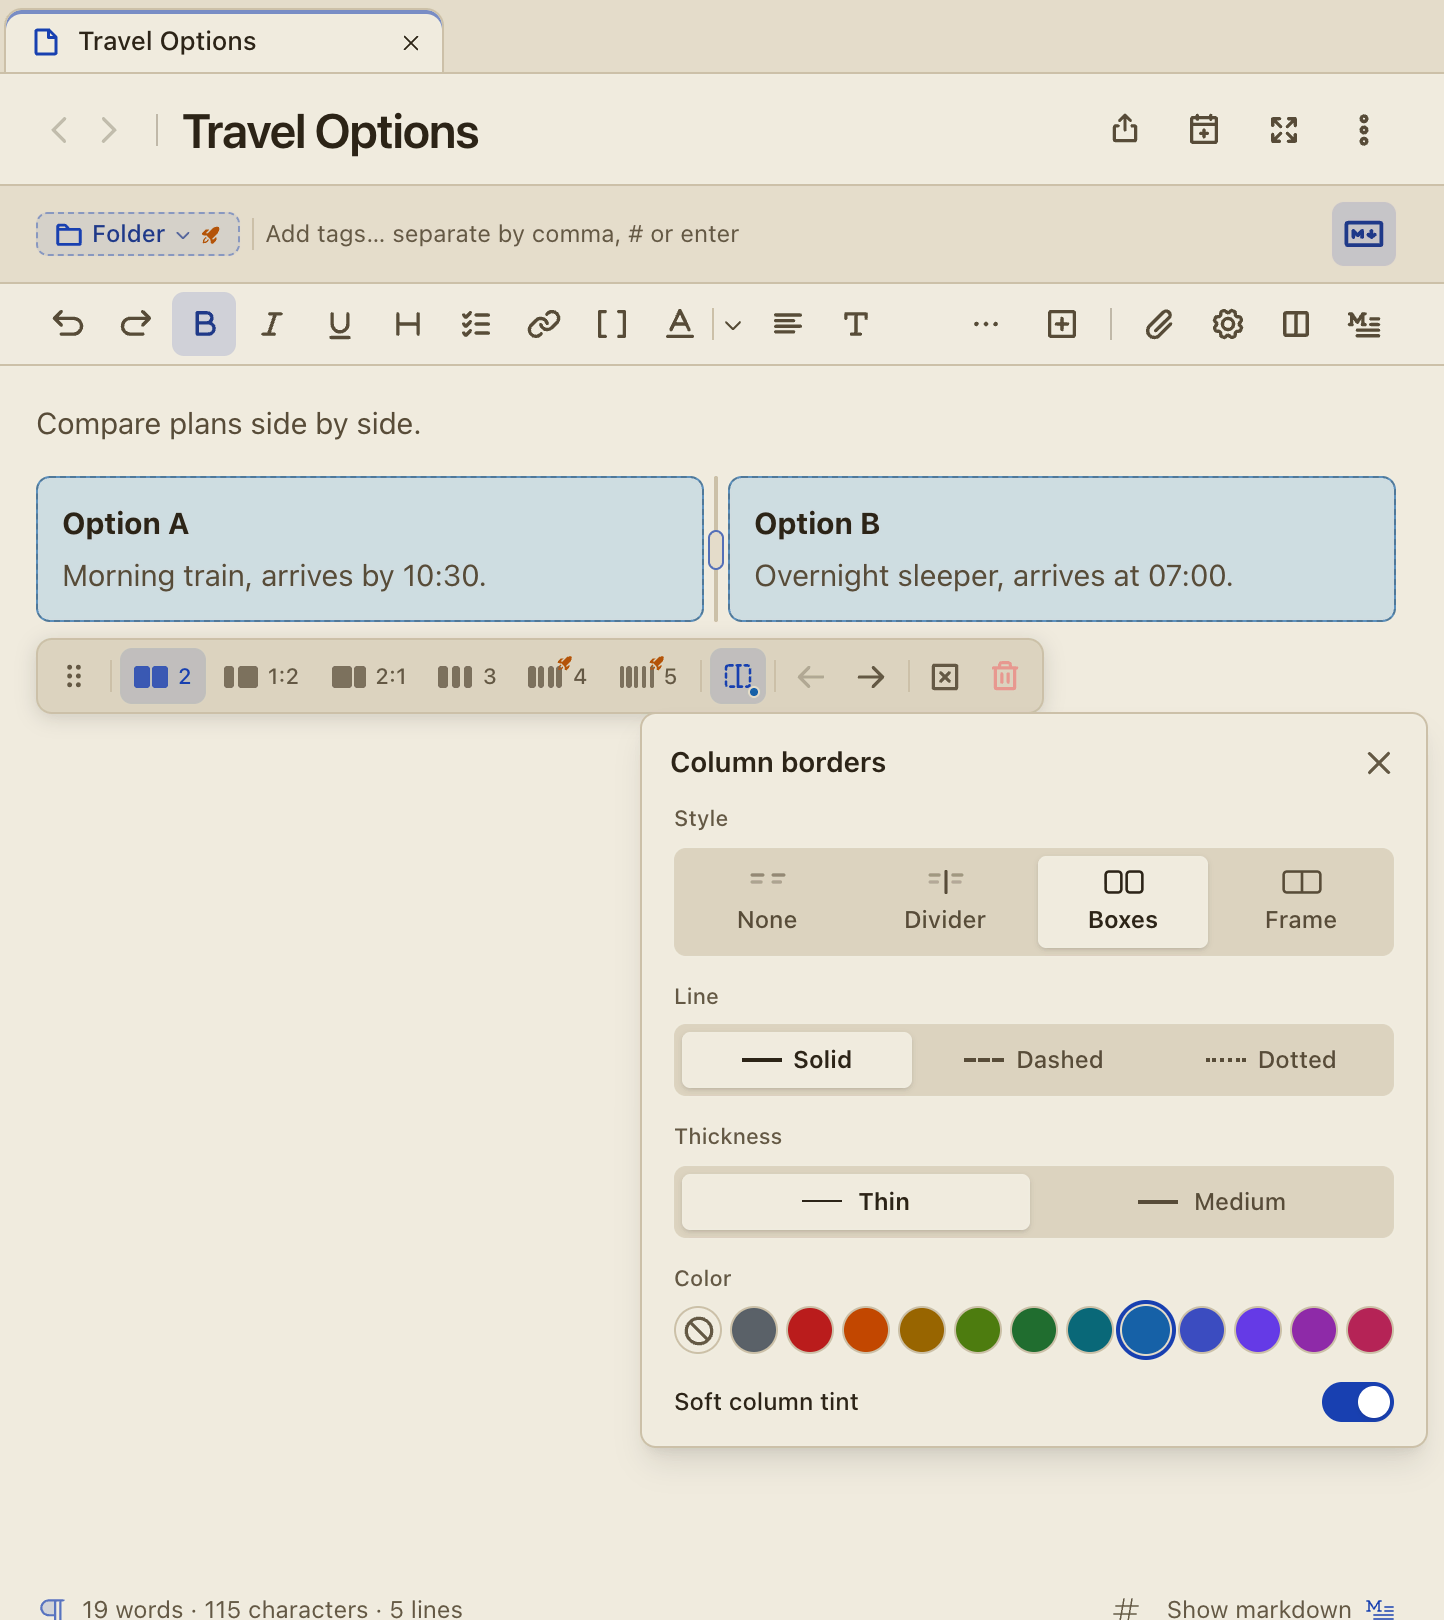 Travel Options
Travel Options
Folder
Add tags... separate by comma, # or enter
M
B I U H A T M
Compare plans side by side.
Option A
Morning train, arrives by 10:30.
Option B
Overnight sleeper, arrives at 07:00.
2 1:2 2:1 3 4 5
Column borders
Style
None Divider Boxes Frame
Line
Solid Dashed Dotted
Thickness
Thin Medium
Color
Soft column tint
19 words · 115 characters · 5 lines
# Show markdown M